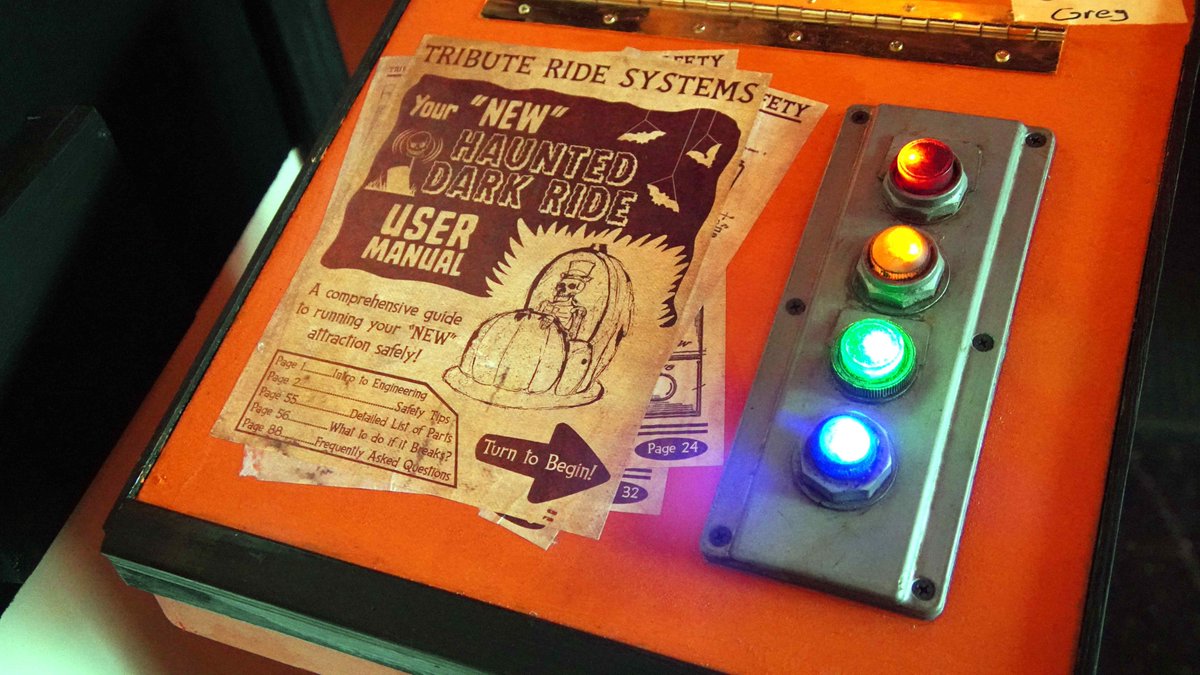 Greg
TRIBUTE RIDE SYSTEMS
Your "NEW"
HAUNTED
DARK RIDE
USER
MANUAL
A comprehensive guide
to running your "NEW"
attraction safely!
Page 1......Intro to Engineering
Page 2......Safety Tips
Page 55......Detailed List of Parts
Page 56......What to do if it Breaks?
Page 88......Frequently Asked Questions
Turn to Begin!
Page 24
32